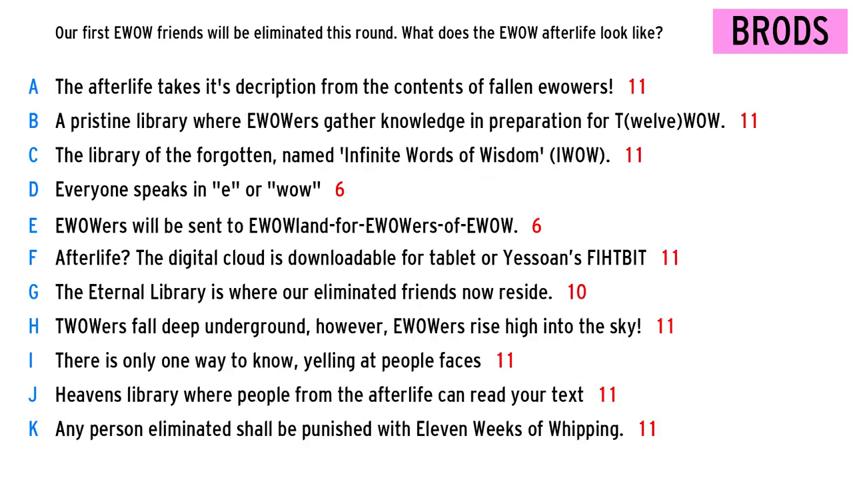 Our first EWOW friends will be eliminated this round. What does the EWOW afterlife look like?
BRODS
A The afterlife takes it's decription from the contents of fallen ewowers! 11
B A pristine library where EWOWers gather knowledge in preparation for T(welve)WOW. 11
C The library of the forgotten, named 'Infinite Words of Wisdom' (IWOW). 11
D Everyone speaks in "e" or "wow" 6
E EWOWers will be sent to EWOWland-for-EWOWers-of-EWOW. 6
F Afterlife? The digital cloud is downloadable for tablet or Yessoan's FIHTBIT 11
G The Eternal Library is where our eliminated friends now reside. 10
H TWOWers fall deep underground, however, EWOWers rise high into the sky! 11
I There is only one way to know, yelling at people faces 11
J Heavens library where people from the afterlife can read your text 11
K Any person eliminated shall be punished with Eleven Weeks of Whipping. 11